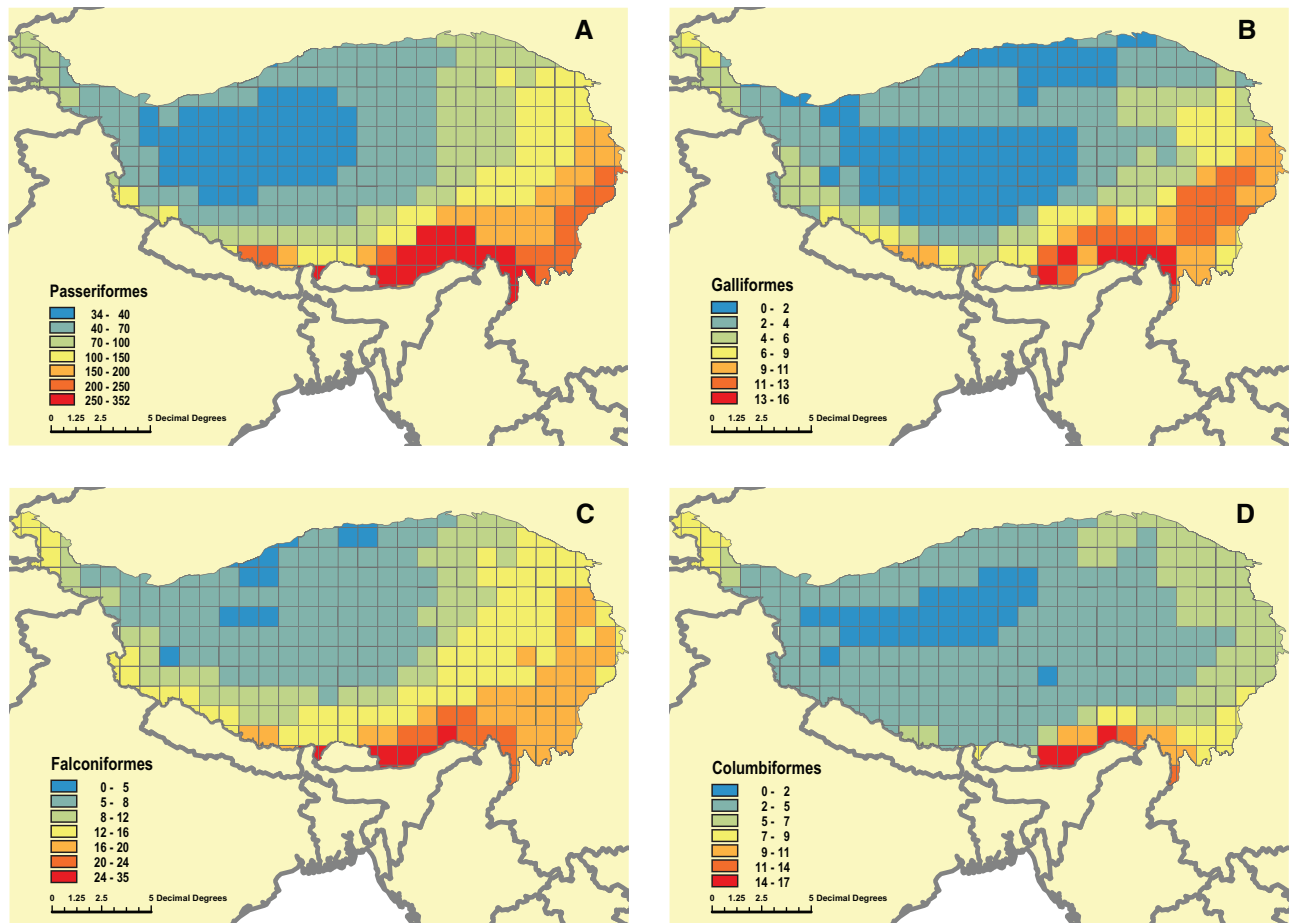 A
Passeriformes
34 - 40
40 - 70
70 - 100
100 - 150
150 - 200
200 - 250
250 - 352
0 1.25 2.5 5 Decimal Degrees
B
Galliformes
0 - 2
2 - 4
4 - 6
6 - 9
9 - 11
11 - 13
13 - 16
0 1.25 2.5 5 Decimal Degrees
C
Falconiformes
0 - 5
5 - 8
8 - 12
12 - 16
16 - 20
20 - 24
24 - 35
0 1.25 2.5 5 Decimal Degrees
D
Columbiformes
0 - 2
2 - 5
5 - 7
7 - 9
9 - 11
11 - 14
14 - 17
0 1.25 2.5 5 Decimal Degrees